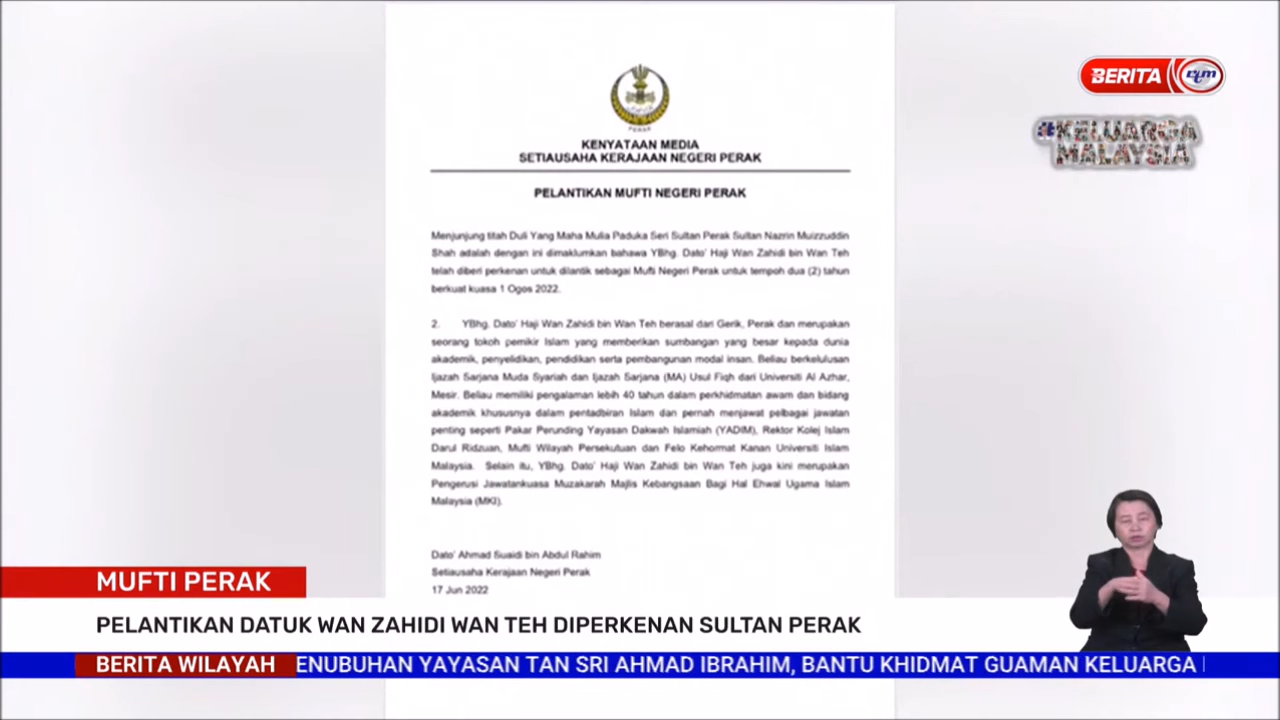 BERITA rtm
#KELUARGA
MALAYSIA
PERAK
KENYATAAN MEDIA
SETIAUSAHA KERAJAAN NEGERI PERAK
PELANTIKAN MUFTI NEGERI PERAK
Menjunjung titah Duli Yang Maha Mulia Paduka Seri Sultan Perak Sultan Nazrin Muizzuddin
Shah adalah dengan ini dimaklumkan bahawa YBhg. Dato' Haji Wan Zahidi bin Wan Teh
telah diberi perkenan untuk dilantik sebagai Mufti Negeri Perak untuk tempoh dua (2) tahun
berkuat kuasa 1 Ogos 2022.
2. YBhg. Dato' Haji Wan Zahidi bin Wan Teh berasal dari Gerik, Perak dan merupakan
seorang tokoh pemikir Islam yang memberikan sumbangan yang besar kepada dunia
akademik, penyelidikan, pendidikan serta pembangunan modal insan. Beliau berkelulusan
Ijazah Sarjana Muda Syariah dan Ijazah Sarjana (MA) Usul Fiqh dari Universiti Al Azhar,
Mesir. Beliau memiliki pengalaman lebih 40 tahun dalam perkhidmatan awam dan bidang
akademik khususnya dalam pentadbiran Islam dan pernah menjawat pelbagai jawatan
penting seperti Pakar Perunding Yayasan Dakwah Islamiah (YADIM), Rektor Kolej Islam
Darul Ridzuan, Mufti Wilayah Persekutuan dan Felo Kehormat Kanan Universiti Islam
Malaysia. Selain itu, YBhg. Dato' Haji Wan Zahidi bin Wan Teh juga kini merupakan
Pengerusi Jawatankuasa Muzakarah Majlis Kebangsaan Bagi Hal Ehwal Ugama Islam
Malaysia (MKI).
Dato' Ahmad Suaidi bin Abdul Rahim
Setiausaha Kerajaan Negeri Perak
17 Jun 2022
MUFTI PERAK
PELANTIKAN DATUK WAN ZAHIDI WAN TEH DIPERKENAN SULTAN PERAK
BERITA WILAYAH ENUBUHAN YAYASAN TAN SRI AHMAD IBRAHIM, BANTU KHIDMAT GUAMAN KELUARGA